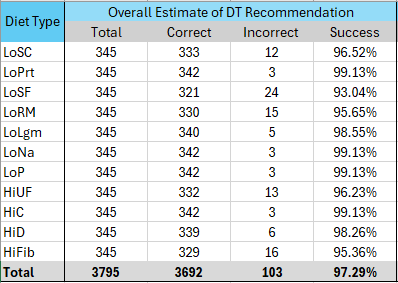 Diet Type Overall Estimate of DT Recommendation
Total Correct Incorrect Success
LoSC 345 333 12 96.52%
LoPrt 345 342 3 99.13%
LoSF 345 321 24 93.04%
LoRM 345 330 15 95.65%
LoLgm 345 340 5 98.55%
LoNa 345 342 3 99.13%
LoP 345 342 3 99.13%
HiUF 345 332 13 96.23%
HiC 345 342 3 99.13%
HiD 345 339 6 98.26%
HiFib 345 329 16 95.36%
Total 3795 3692 103 97.29%